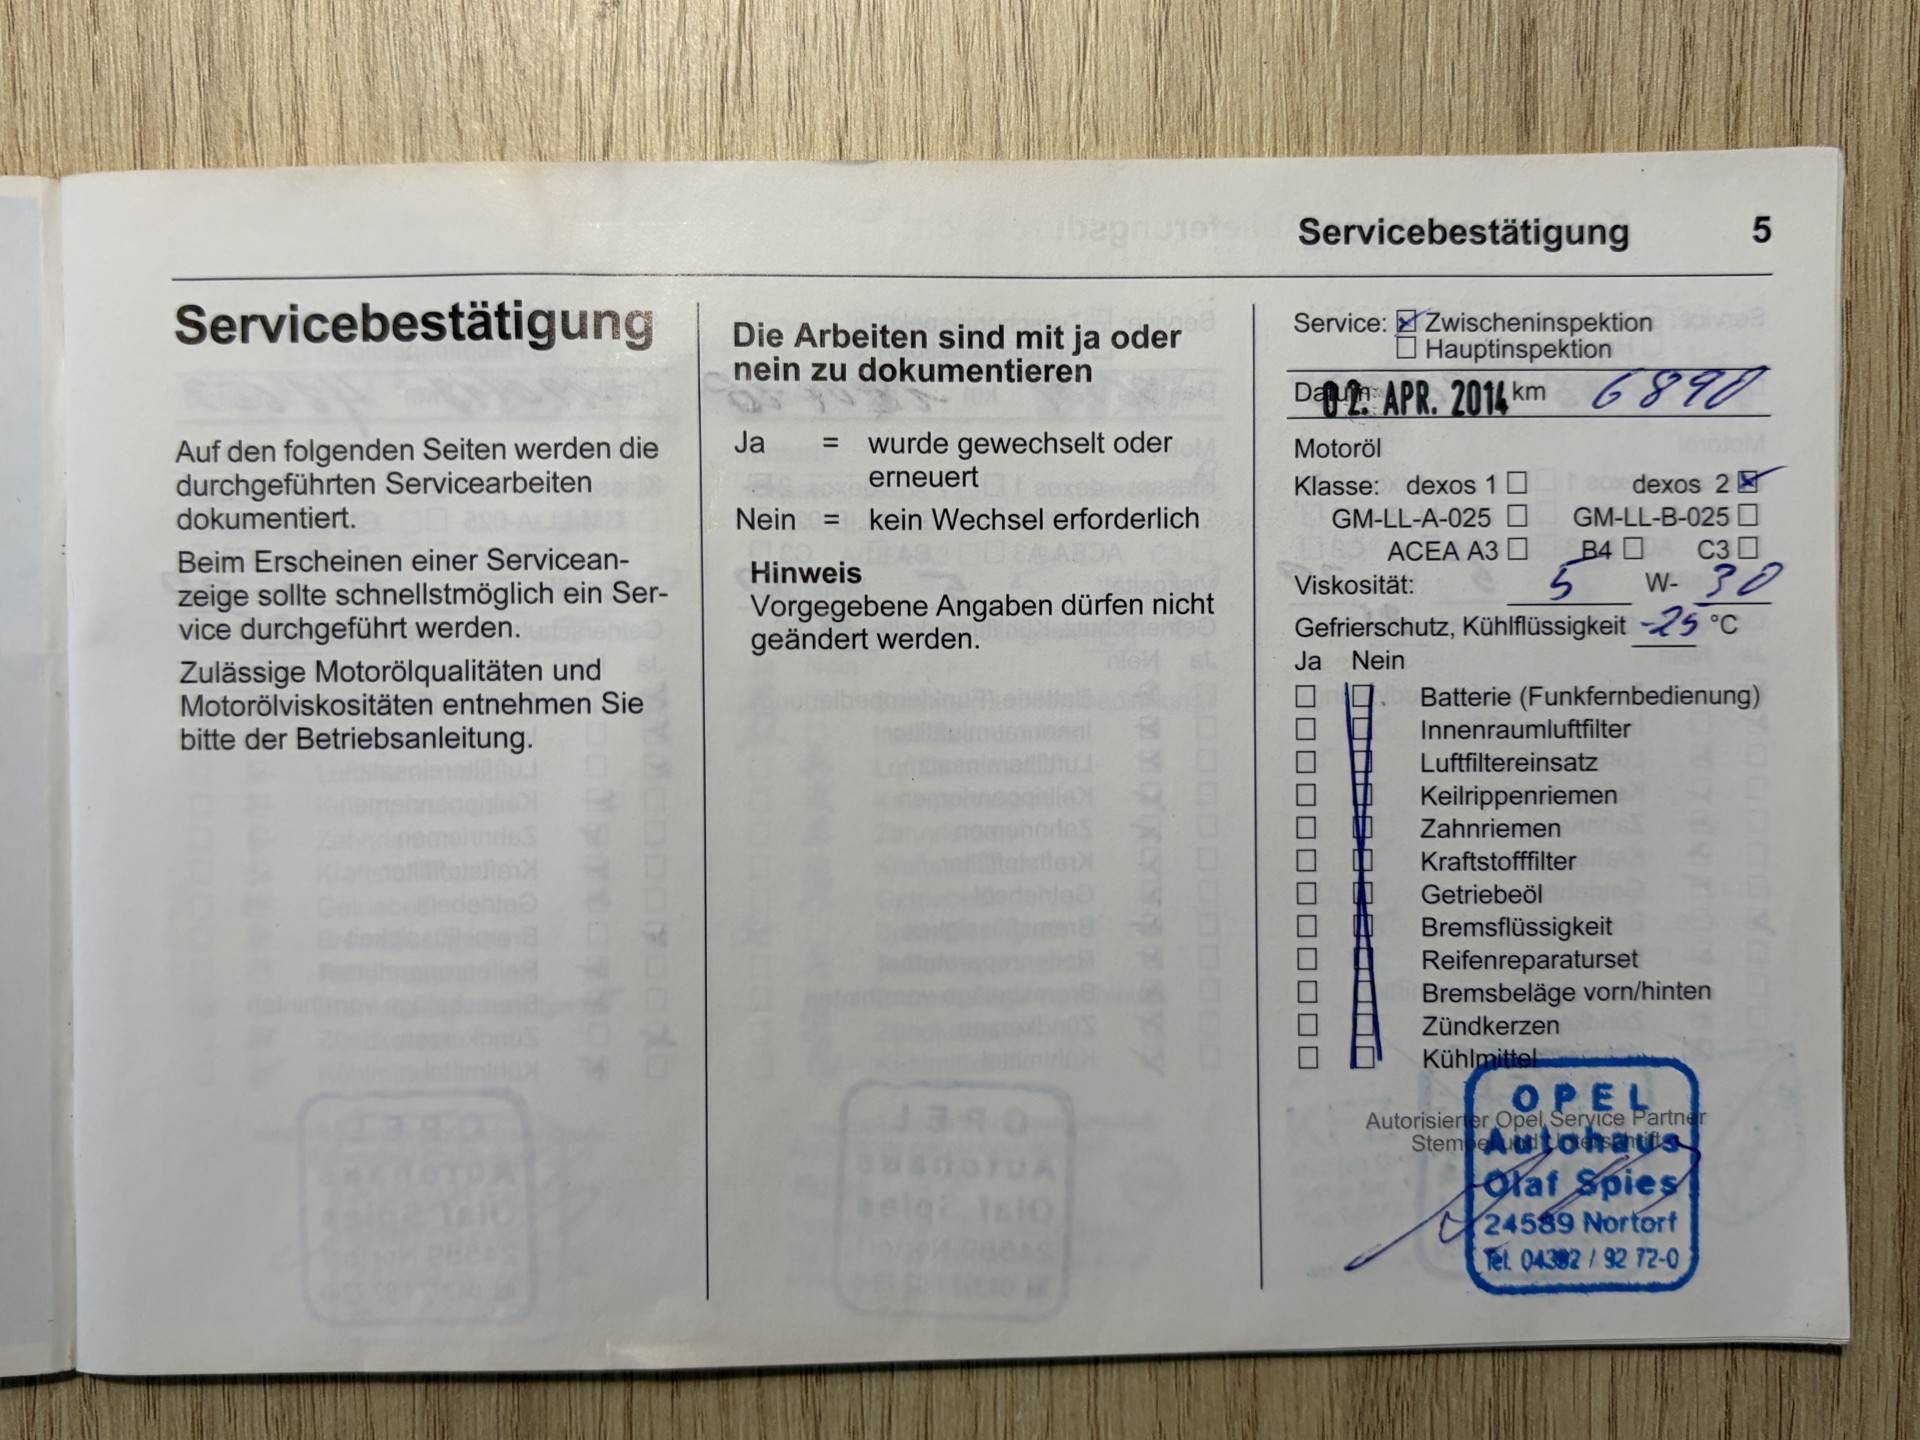 Servicebestätigung 5
Servicebestätigung
Auf den folgenden Seiten werden die
durchgeführten Servicearbeiten
dokumentiert.
Beim Erscheinen einer Servicean-
zeige sollte schnellstmöglich ein Ser-
vice durchgeführt werden.
Zulässige Motorölqualitäten und
Motorölviskositäten entnehmen Sie
bitte der Betriebsanleitung.
Die Arbeiten sind mit ja oder
nein zu dokumentieren
Ja = wurde gewechselt oder
erneuert
Nein = kein Wechsel erforderlich
Hinweis
Vorgegebene Angaben dürfen nicht
geändert werden.
Service: ☒ Zwischeninspektion
☐ Hauptinspektion
Datum: 02. APR. 2014 km 6890
Motoröl
Klasse: dexos 1 ☐ dexos 2 ☒
GM-LL-A-025 ☐ GM-LL-B-025 ☐
ACEA A3 ☐ B4 ☐ C3 ☐
Viskosität: 5 W- 30
Gefrierschutz, Kühlflüssigkeit -25 °C
Ja Nein
Batterie (Funkfernbedienung)
Innenraumluftfilter
Luftfiltereinsatz
Keilrippenriemen
Zahnriemen
Kraftstofffilter
Getriebeöl
Bremsflüssigkeit
Reifenreparaturset
Bremsbeläge vorn/hinten
Zündkerzen
Kühlmittel
Autorisierter Opel Service Partner
Stempel und Unterschrift
OPEL
Autohaus
Olaf Spies
24589 Nortorf
Tel. 04392 / 92 72-0